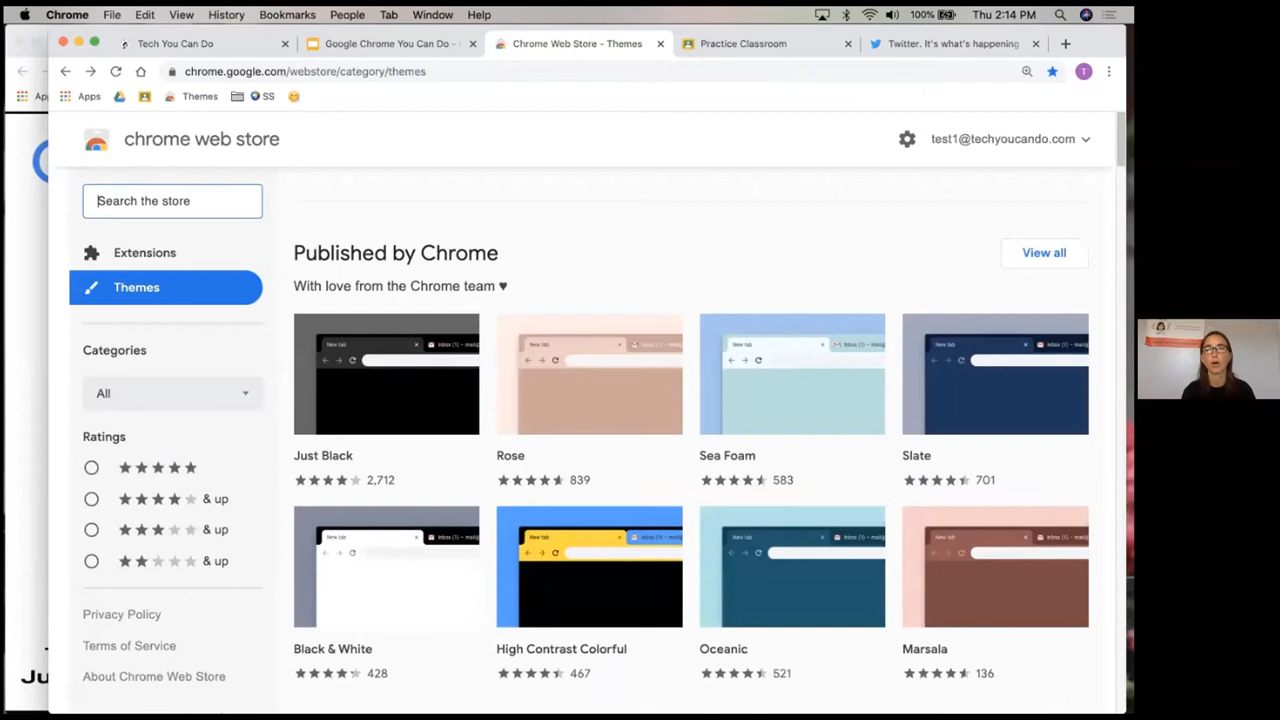 Chrome File Edit View History Bookmarks People Tab Window Help 100% Thu 2:14 PM
Tech You Can Do Google Chrome You Can Do - Chrome Web Store - Themes Practice Classroom Twitter. It's what's happening
chrome.google.com/webstore/category/themes T
Apps Themes SS
chrome web store test1@techyoucando.com
Search the store
Extensions
Themes
Published by Chrome View all
With love from the Chrome team ♥
Categories
All
Ratings
& up
& up
& up
Just Black Rose Sea Foam Slate
2,712 839 583 701
Black & White High Contrast Colorful Oceanic Marsala
428 467 521 136
Privacy Policy
Terms of Service
About Chrome Web Store
Ju